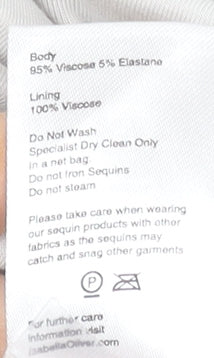 Body
95% Viscose 5% Elastane
Lining
100% Viscose
Do Not Wash
Specialist Dry Clean Only
in a net bag.
Do not Iron Sequins
Do not steam
Please take care when wearing
our sequin products with other
fabrics as the sequins may
catch and snag other garments
P
For further care
information visit
IsabellaOliver.com